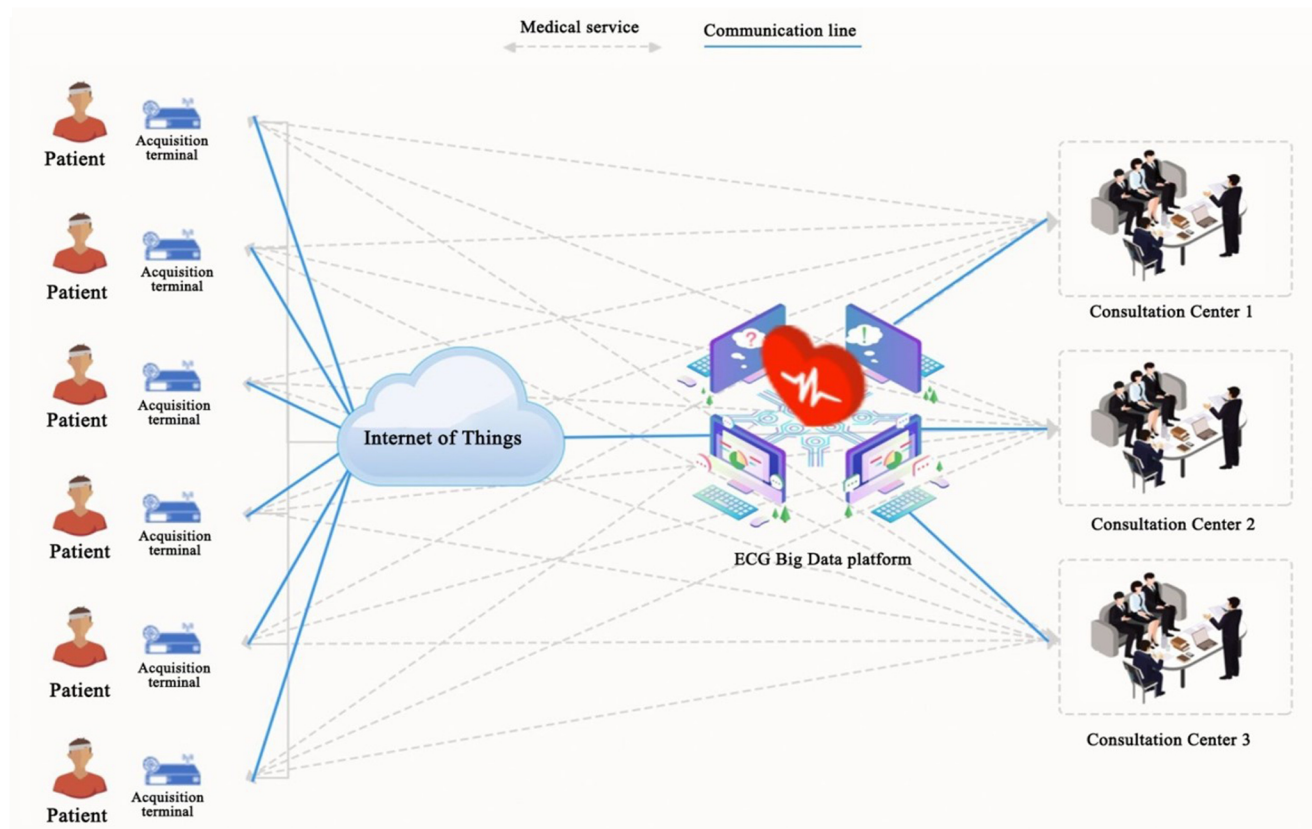 Medical service
Communication line
Patient
Acquisition
terminal
Patient
Acquisition
terminal
Patient
Acquisition
terminal
Patient
Acquisition
terminal
Patient
Acquisition
terminal
Patient
Acquisition
terminal
Internet of Things
?
!
ECG Big Data platform
Consultation Center 1
Consultation Center 2
Consultation Center 3